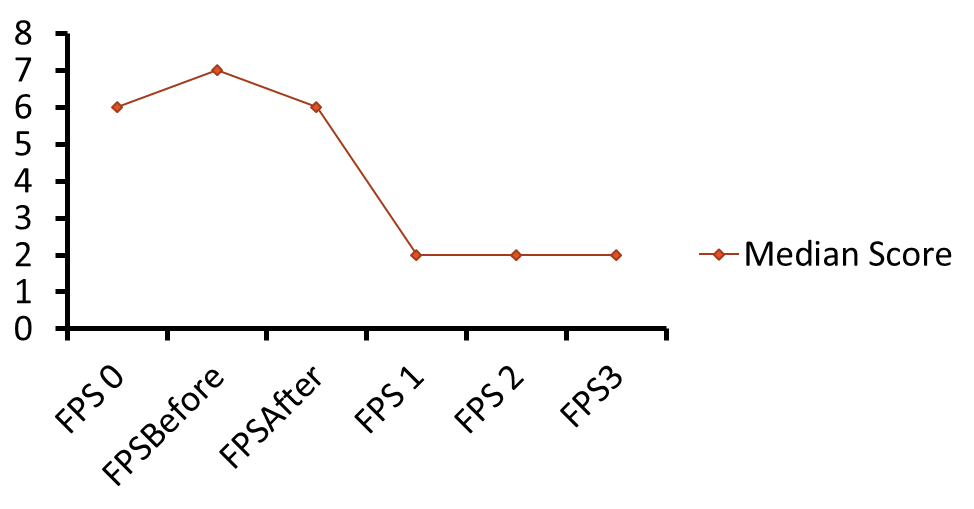 8
7
6
5
4
3
2
1
0
FPS 0
FPSBefore
FPSAfter
FPS 1
FPS 2
FPS3
Median Score